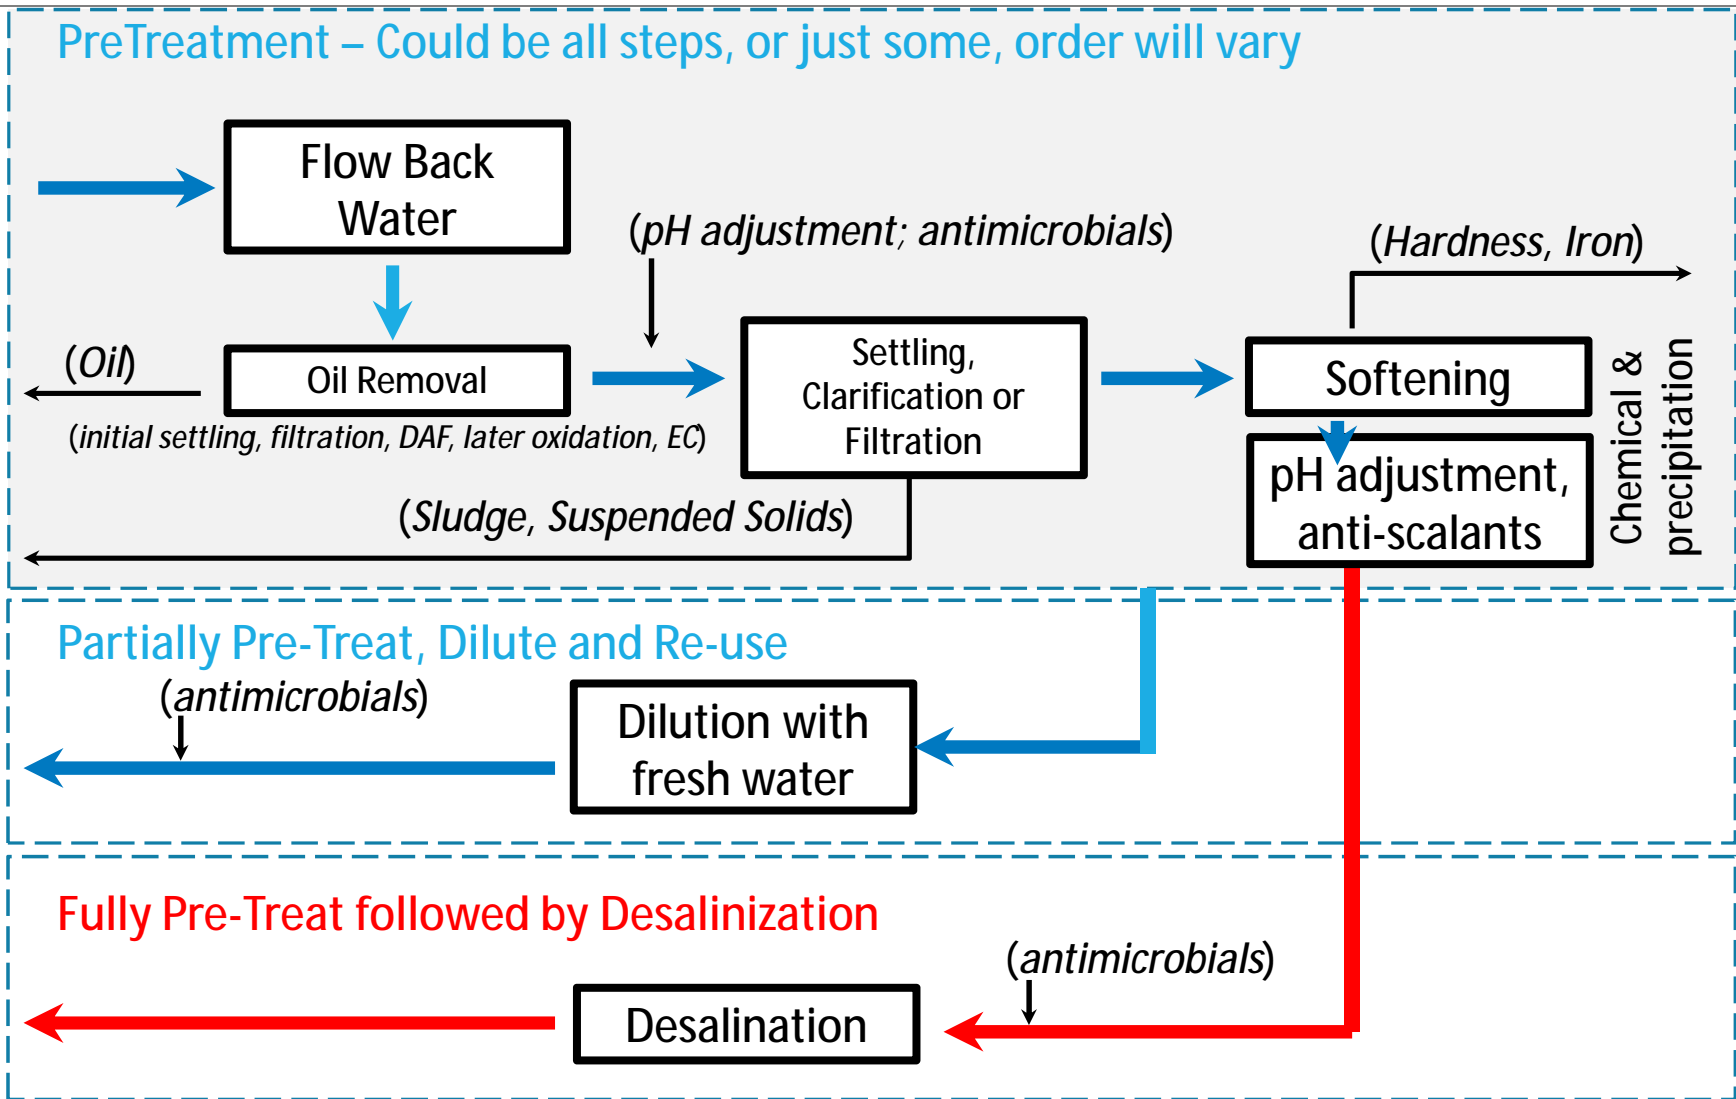 PreTreatment – Could be all steps, or just some, order will vary
Flow Back
Water
(pH adjustment; antimicrobials)
(Hardness, Iron)
(Oil)
Oil Removal
(initial settling, filtration, DAF, later oxidation, EC)
Settling,
Clarification or
Filtration
Softening
pH adjustment,
anti-scalants
Chemical &
precipitation
(Sludge, Suspended Solids)
Partially Pre-Treat, Dilute and Re-use
(antimicrobials)
Dilution with
fresh water
Fully Pre-Treat followed by Desalinization
(antimicrobials)
Desalination